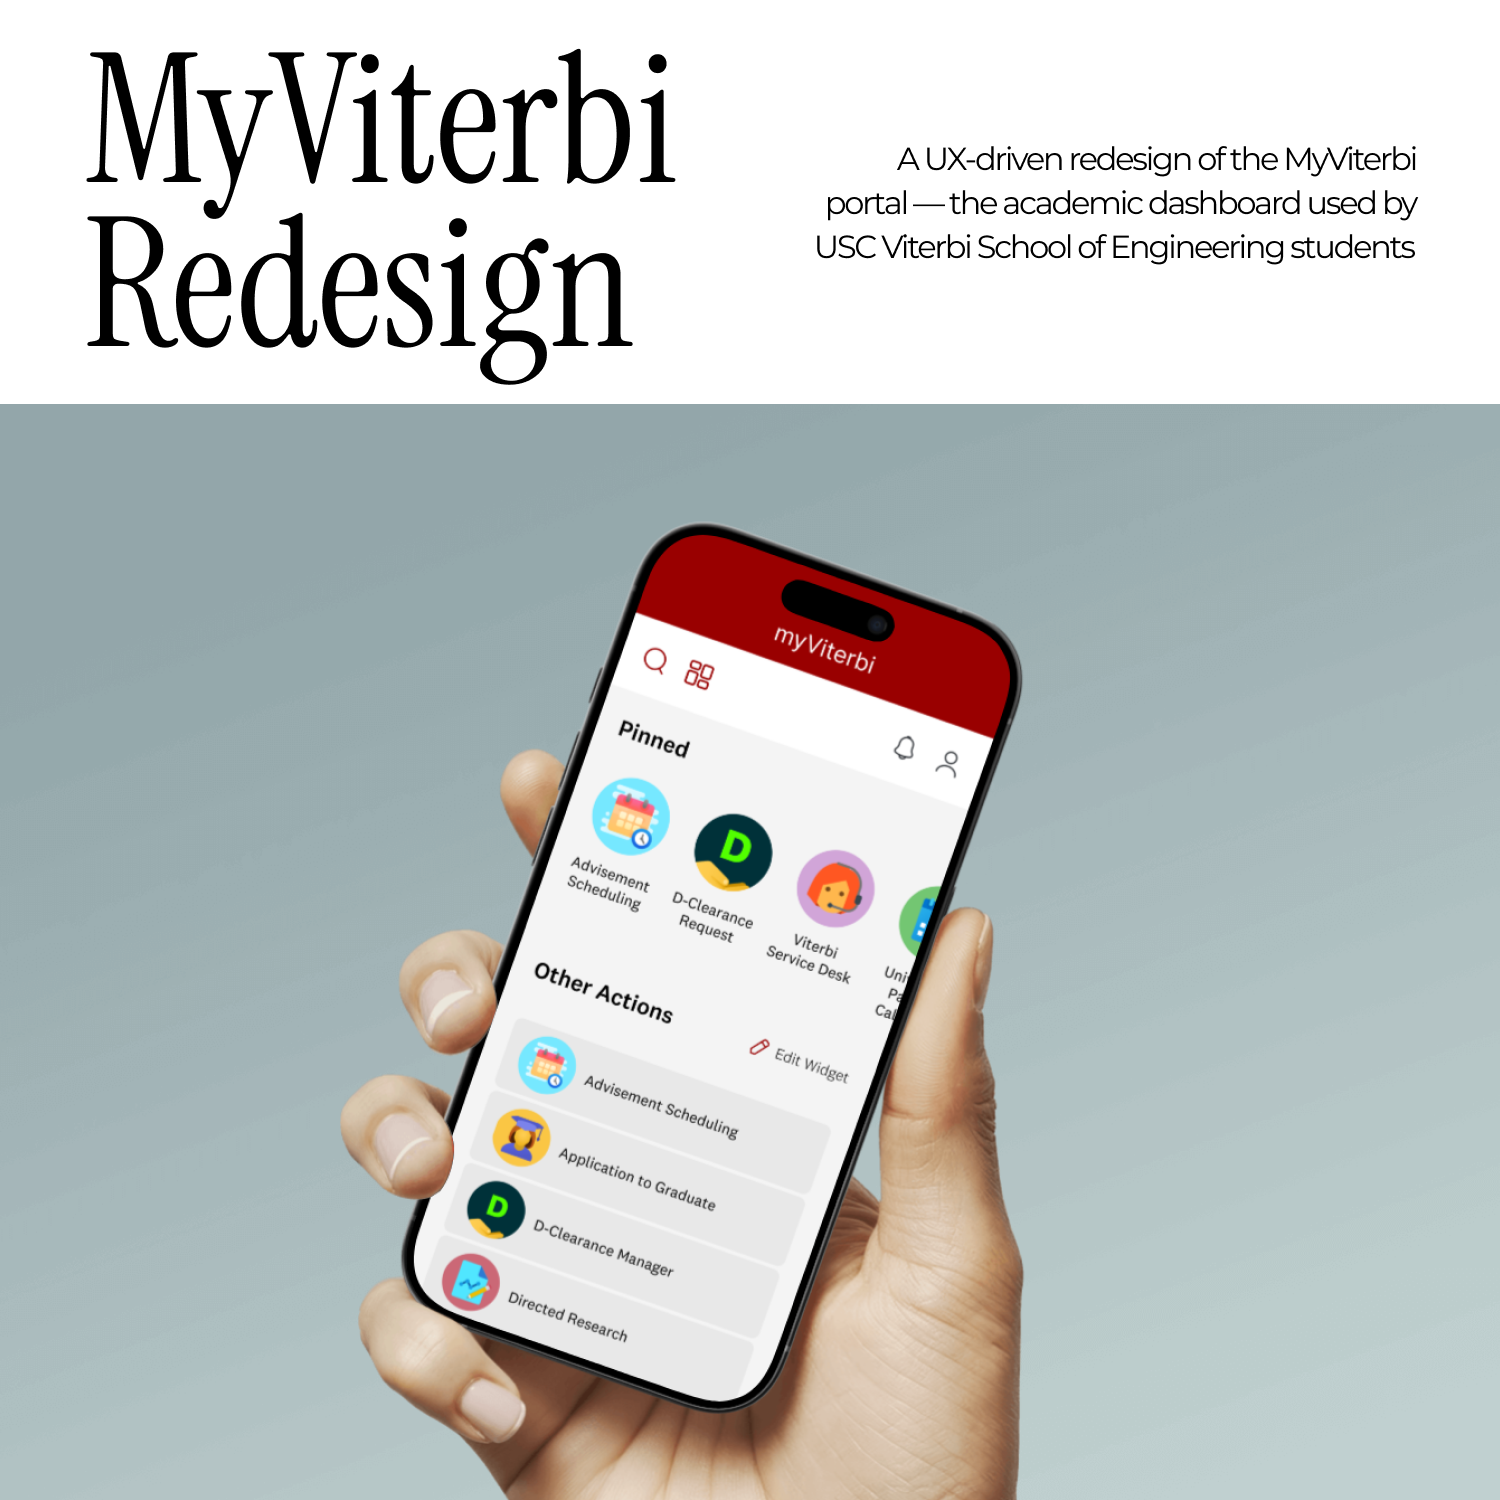 MyViterbi
Redesign
A UX-driven redesign of the MyViterbi
portal — the academic dashboard used by
USC Viterbi School of Engineering students
myViterbi
Pinned
Advisement
Scheduling
D-Clearance
Request
Viterbi
Service Desk
Other Actions
Edit Widget
Advisement Scheduling
Application to Graduate
D-Clearance Manager
Directed Research